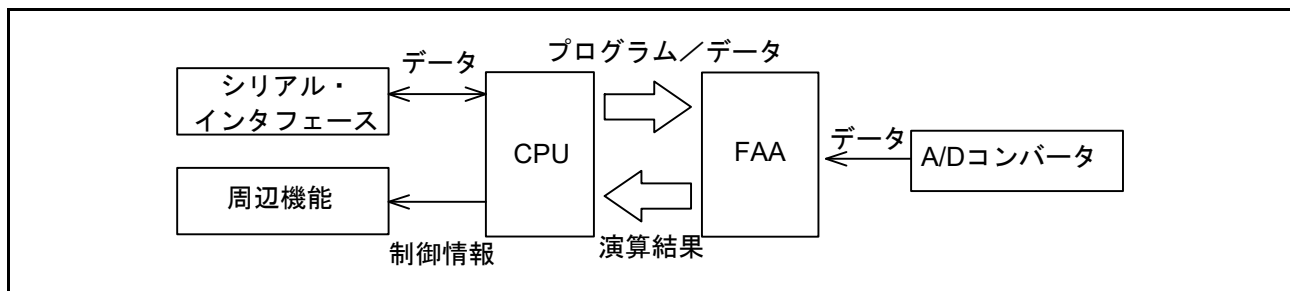 プログラム／データ
データ
シリアル・
インタフェース
CPU
FAA
データ
A/Dコンバータ
周辺機能
制御情報
演算結果